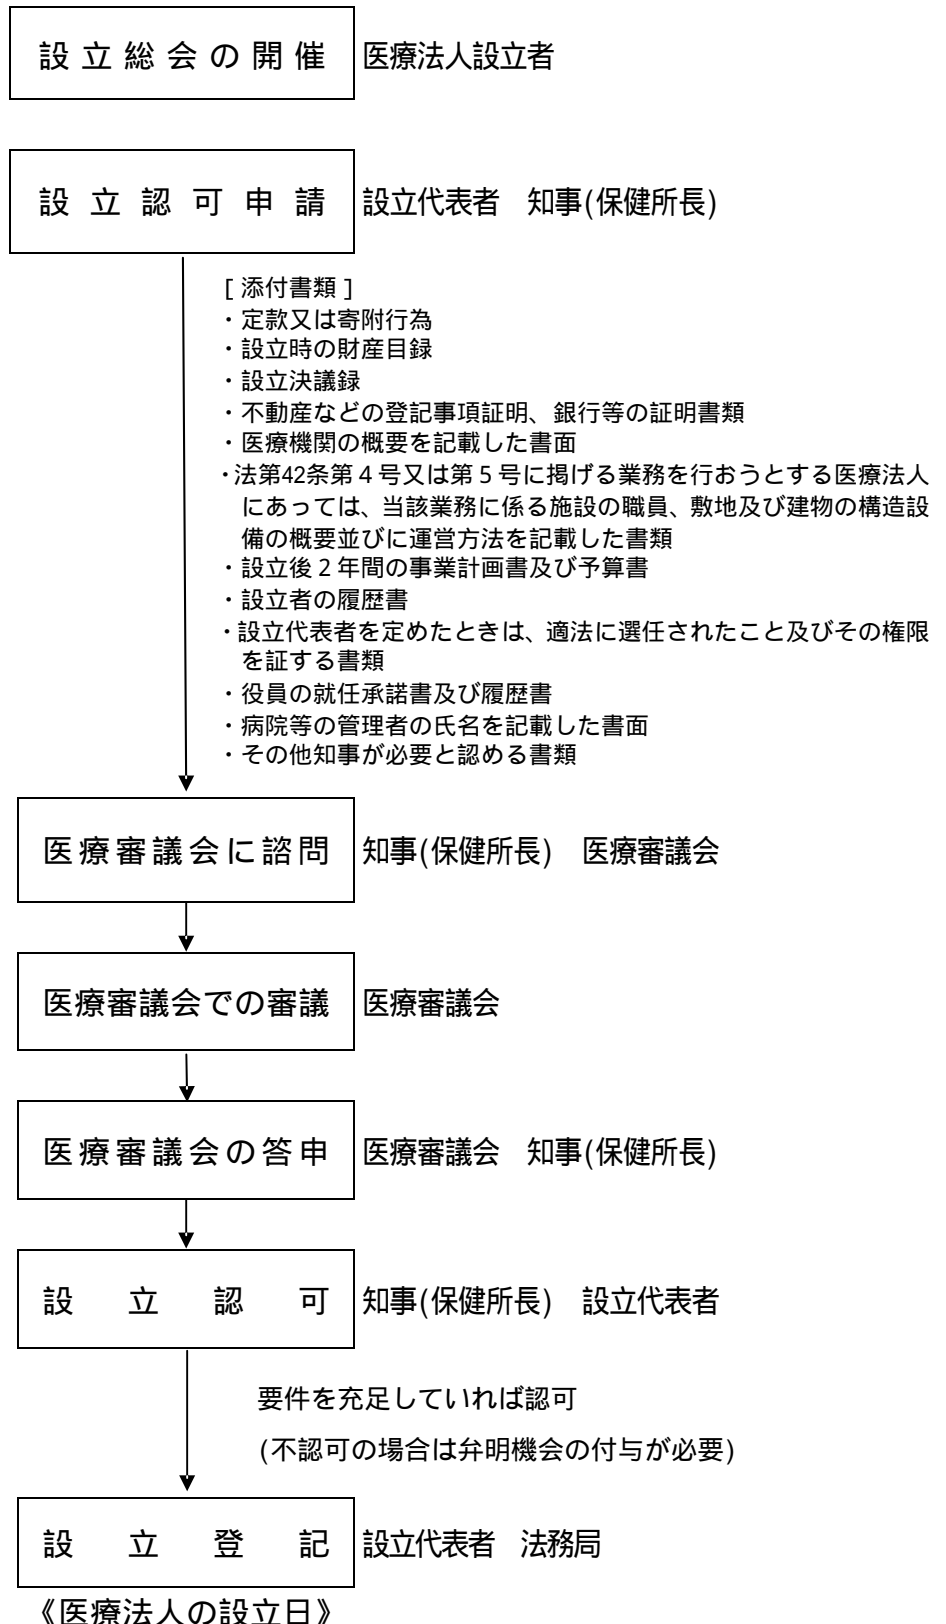 設立総会の開催 医療法人設立者
設立認可申請 設立代表者　知事(保健所長)
[添付書類]
・定款又は寄附行為
・設立時の財産目録
・設立決議録
・不動産などの登記事項証明、銀行等の証明書類
・医療機関の概要を記載した書面
・法第42条第４号又は第５号に掲げる業務を行おうとする医療法人
にあっては、当該業務に係る施設の職員、敷地及び建物の構造設
備の概要並びに運営方法を記載した書類
・設立後２年間の事業計画書及び予算書
・設立者の履歴書
・設立代表者を定めたときは、適法に選任されたこと及びその権限
を証する書類
・役員の就任承諾書及び履歴書
・病院等の管理者の氏名を記載した書面
・その他知事が必要と認める書類
医療審議会に諮問 知事(保健所長)　医療審議会
医療審議会での審議 医療審議会
医療審議会の答申 医療審議会　知事(保健所長)
設立認可 知事(保健所長)　設立代表者
要件を充足していれば認可
(不認可の場合は弁明機会の付与が必要)
設立登記 設立代表者　法務局
《医療法人の設立日》